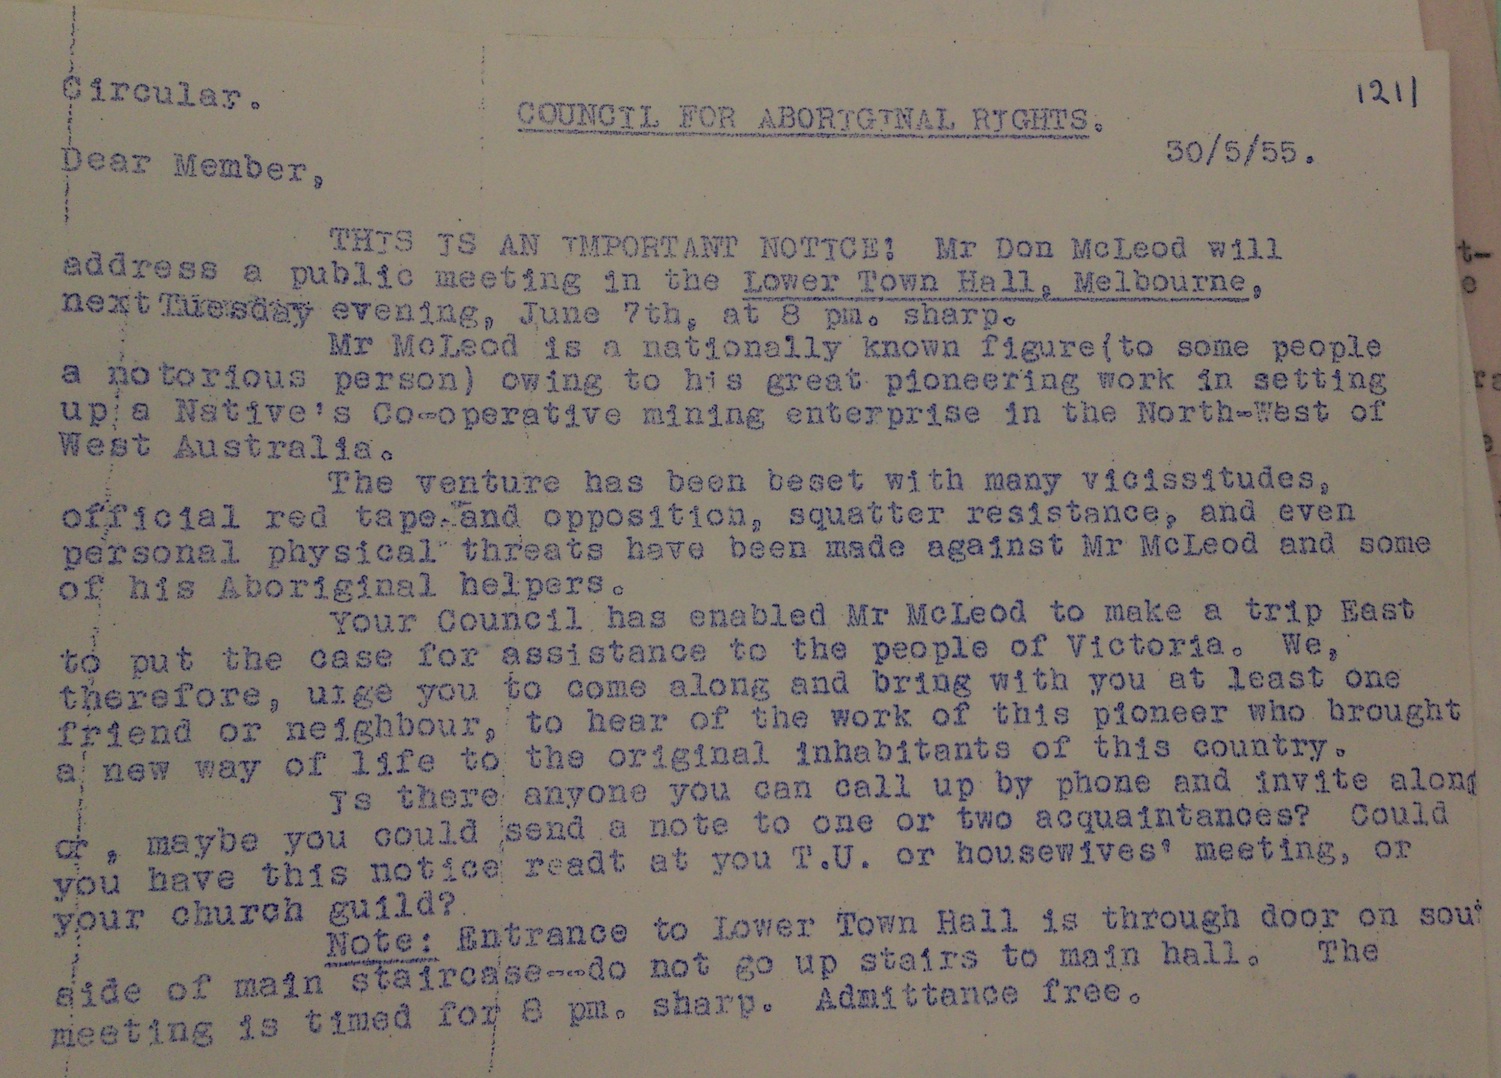 Circular.
1211
COUNCIL FOR ABORIGINAL RIGHTS.
30/5/55.
Dear Member,
THIS IS AN IMPORTANT NOTICE! Mr Don McLeod will
address a public meeting in the Lower Town Hall, Melbourne,
next Tuesday evening, June 7th, at 8 pm. sharp.
Mr McLeod is a nationally known figure(to some people
a notorious person) owing to his great pioneering work in setting
up a Native's Co-operative mining enterprise in the North-West of
West Australia.
The venture has been beset with many vicissitudes,
official red tape and opposition, squatter resistance, and even
personal physical threats have been made against Mr McLeod and some
of his Aboriginal helpers.
Your Council has enabled Mr McLeod to make a trip East
to put the case for assistance to the people of Victoria. We,
therefore, urge you to come along and bring with you at least one
friend or neighbour, to hear of the work of this pioneer who brought
a new way of life to the original inhabitants of this country.
Is there anyone you can call up by phone and invite along
or , maybe you could send a note to one or two acquaintances? Could
you have this notice readt at you T.U. or housewives' meeting, or
your church guild?
Note: Entrance to Lower Town Hall is through door on sout
side of main staircase--do not go up stairs to main hall. The
meeting is timed for 8 pm. sharp. Admittance free.